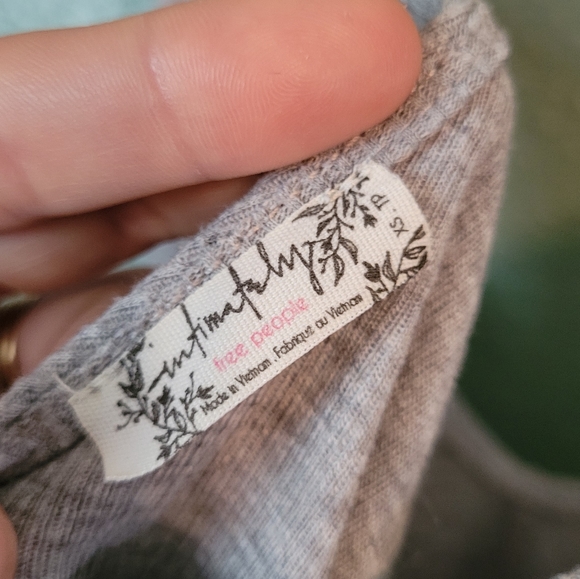 intimately
free people
Made in Vietnam . Fabriqué au Vietnam
XS . TP